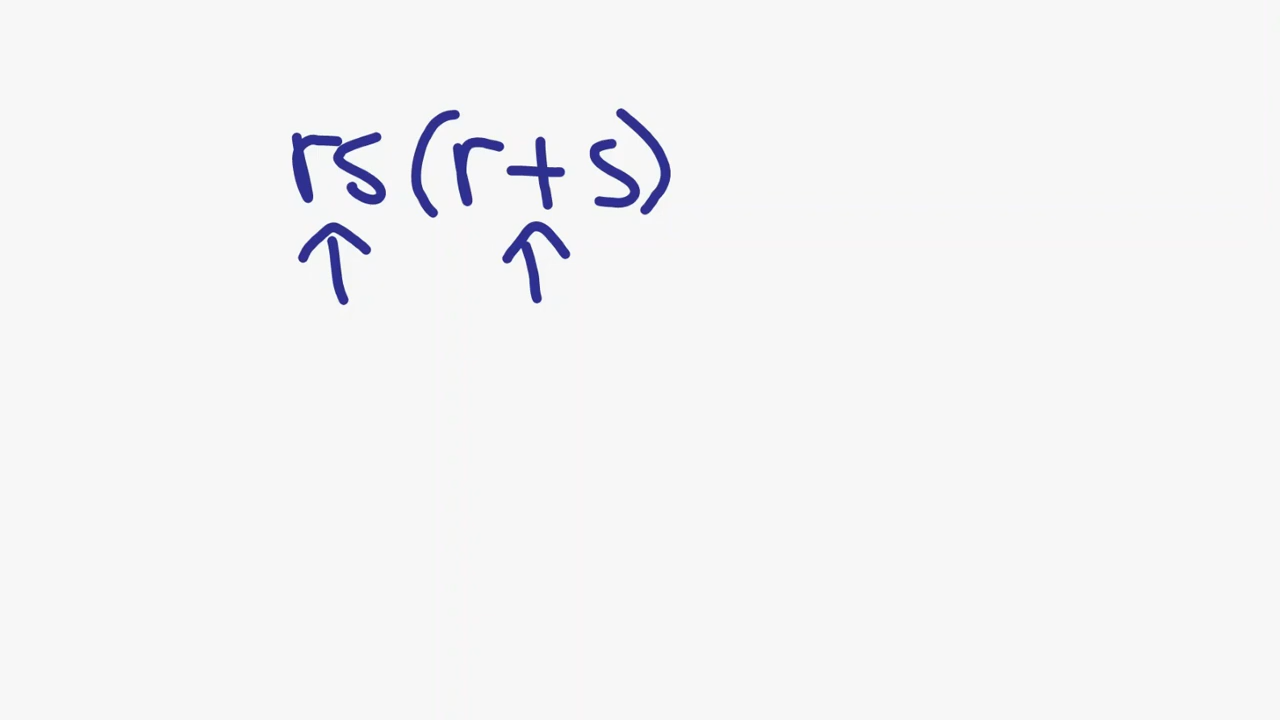 rs(r+s)
↑ ↑